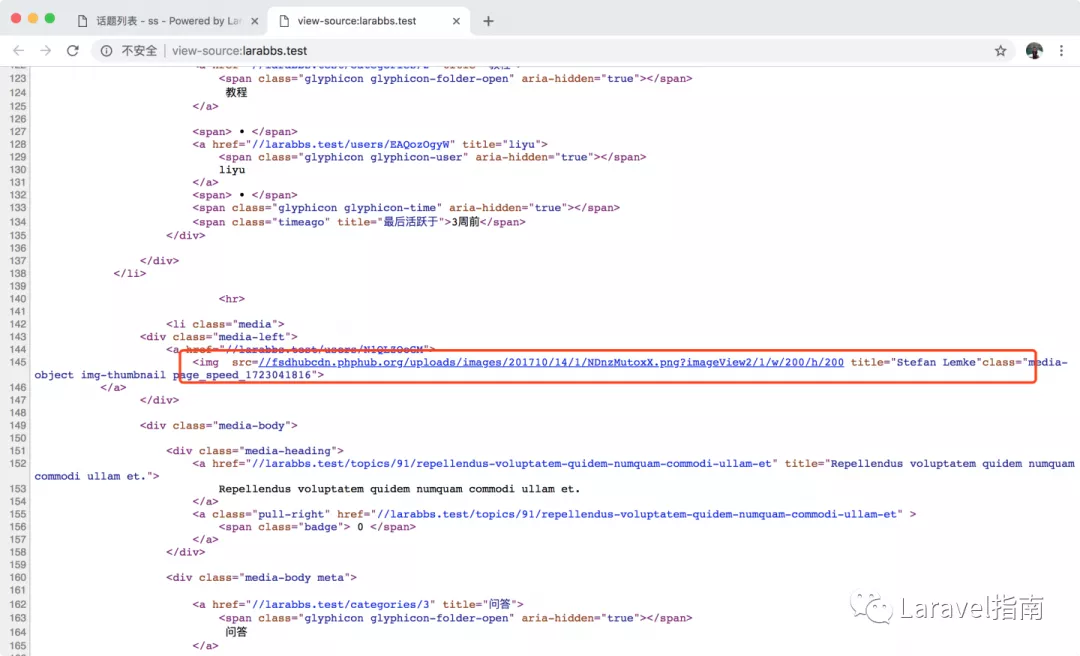 话题列表 - ss - Powered by Lar
view-source:larabbs.test
不安全 | view-source:larabbs.test
123 <span class="glyphicon glyphicon-folder-open" aria-hidden="true"></span>
124 教程
125 </a>
126
127 <span> • </span>
128 <a href="//larabbs.test/users/EAQozOgyW" title="liyu">
129 <span class="glyphicon glyphicon-user" aria-hidden="true"></span>
130 liyu
131 </a>
132 <span> • </span>
133 <span class="glyphicon glyphicon-time" aria-hidden="true"></span>
134 <span class="timeago" title="最后活跃于">3周前</span>
135 </div>
136
137 </div>
138 </li>
139
140 <hr>
141
142 <li class="media">
143 <div class="media-left">
144
145 <img src=//fsdhubcdn.phphub.org/uploads/images/201710/14/1/NDnzMutoxX.png?imageView2/1/w/200/h/200 title="Stefan Lemke"class="media-
object img-thumbnail page_speed_1723041816">
146 </a>
147 </div>
148
149 <div class="media-body">
150
151 <div class="media-heading">
152 <a href="//larabbs.test/topics/91/repellendus-voluptatem-quidem-numquam-commodi-ullam-et" title="Repellendus voluptatem quidem numquam
commodi ullam et.">
153 Repellendus voluptatem quidem numquam commodi ullam et.
154 </a>
155 <a class="pull-right" href="//larabbs.test/topics/91/repellendus-voluptatem-quidem-numquam-commodi-ullam-et" >
156 <span class="badge"> 0 </span>
157 </a>
158 </div>
159
160 <div class="media-body meta">
161
162 <a href="//larabbs.test/categories/3" title="问答">
163 <span class="glyphicon glyphicon-folder-open" aria-hidden="true"></span>
164 问答
165 </a>
Laravel指南